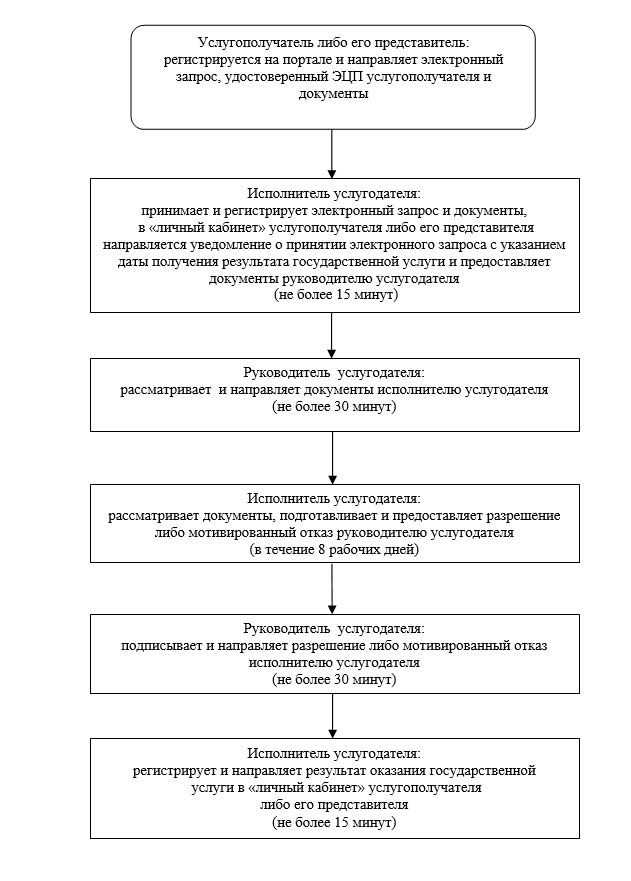 Услугополучатель либо его представитель:
регистрируется на портале и направляет электронный
запрос, удостоверенный ЭЦП услугополучателя и
документы
Исполнитель услугодателя:
принимает и регистрирует электронный запрос и документы,
в «личный кабинет» услугополучателя либо его представителя
направляется уведомление о принятии электронного запроса с указанием
даты получения результата государственной услуги и предоставляет
документы руководителю услугодателя
(не более 15 минут)
Руководитель услугодателя:
рассматривает и направляет документы исполнителю услугодателя
(не более 30 минут)
Исполнитель услугодателя:
рассматривает документы, подготавливает и предоставляет разрешение
либо мотивированный отказ руководителю услугодателя
(в течение 8 рабочих дней)
Руководитель услугодателя:
подписывает и направляет разрешение либо мотивированный отказ
исполнителю услугодателя
(не более 30 минут)
Исполнитель услугодателя:
регистрирует и направляет результат оказания государственной
услуги в «личный кабинет» услугополучателя
либо его представителя
(не более 15 минут)